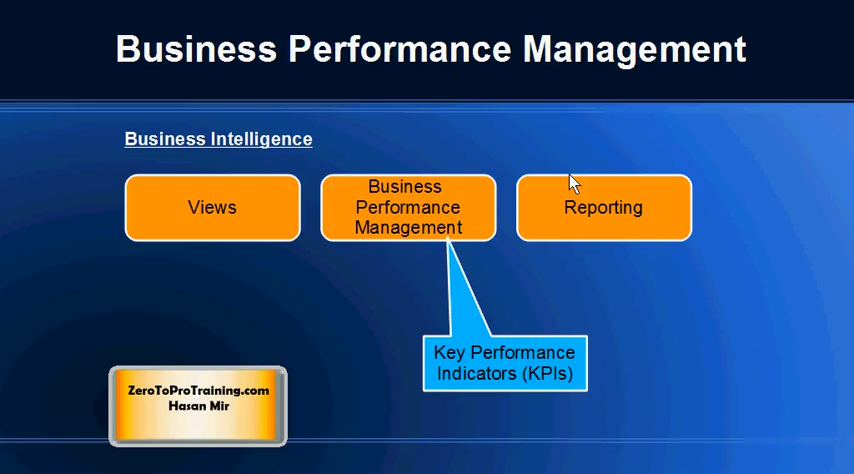 Business Performance Management
Business Intelligence
Views
Business
Performance
Management
Reporting
Key Performance
Indicators (KPIs)
ZeroToProTraining.com
Hasan Mir